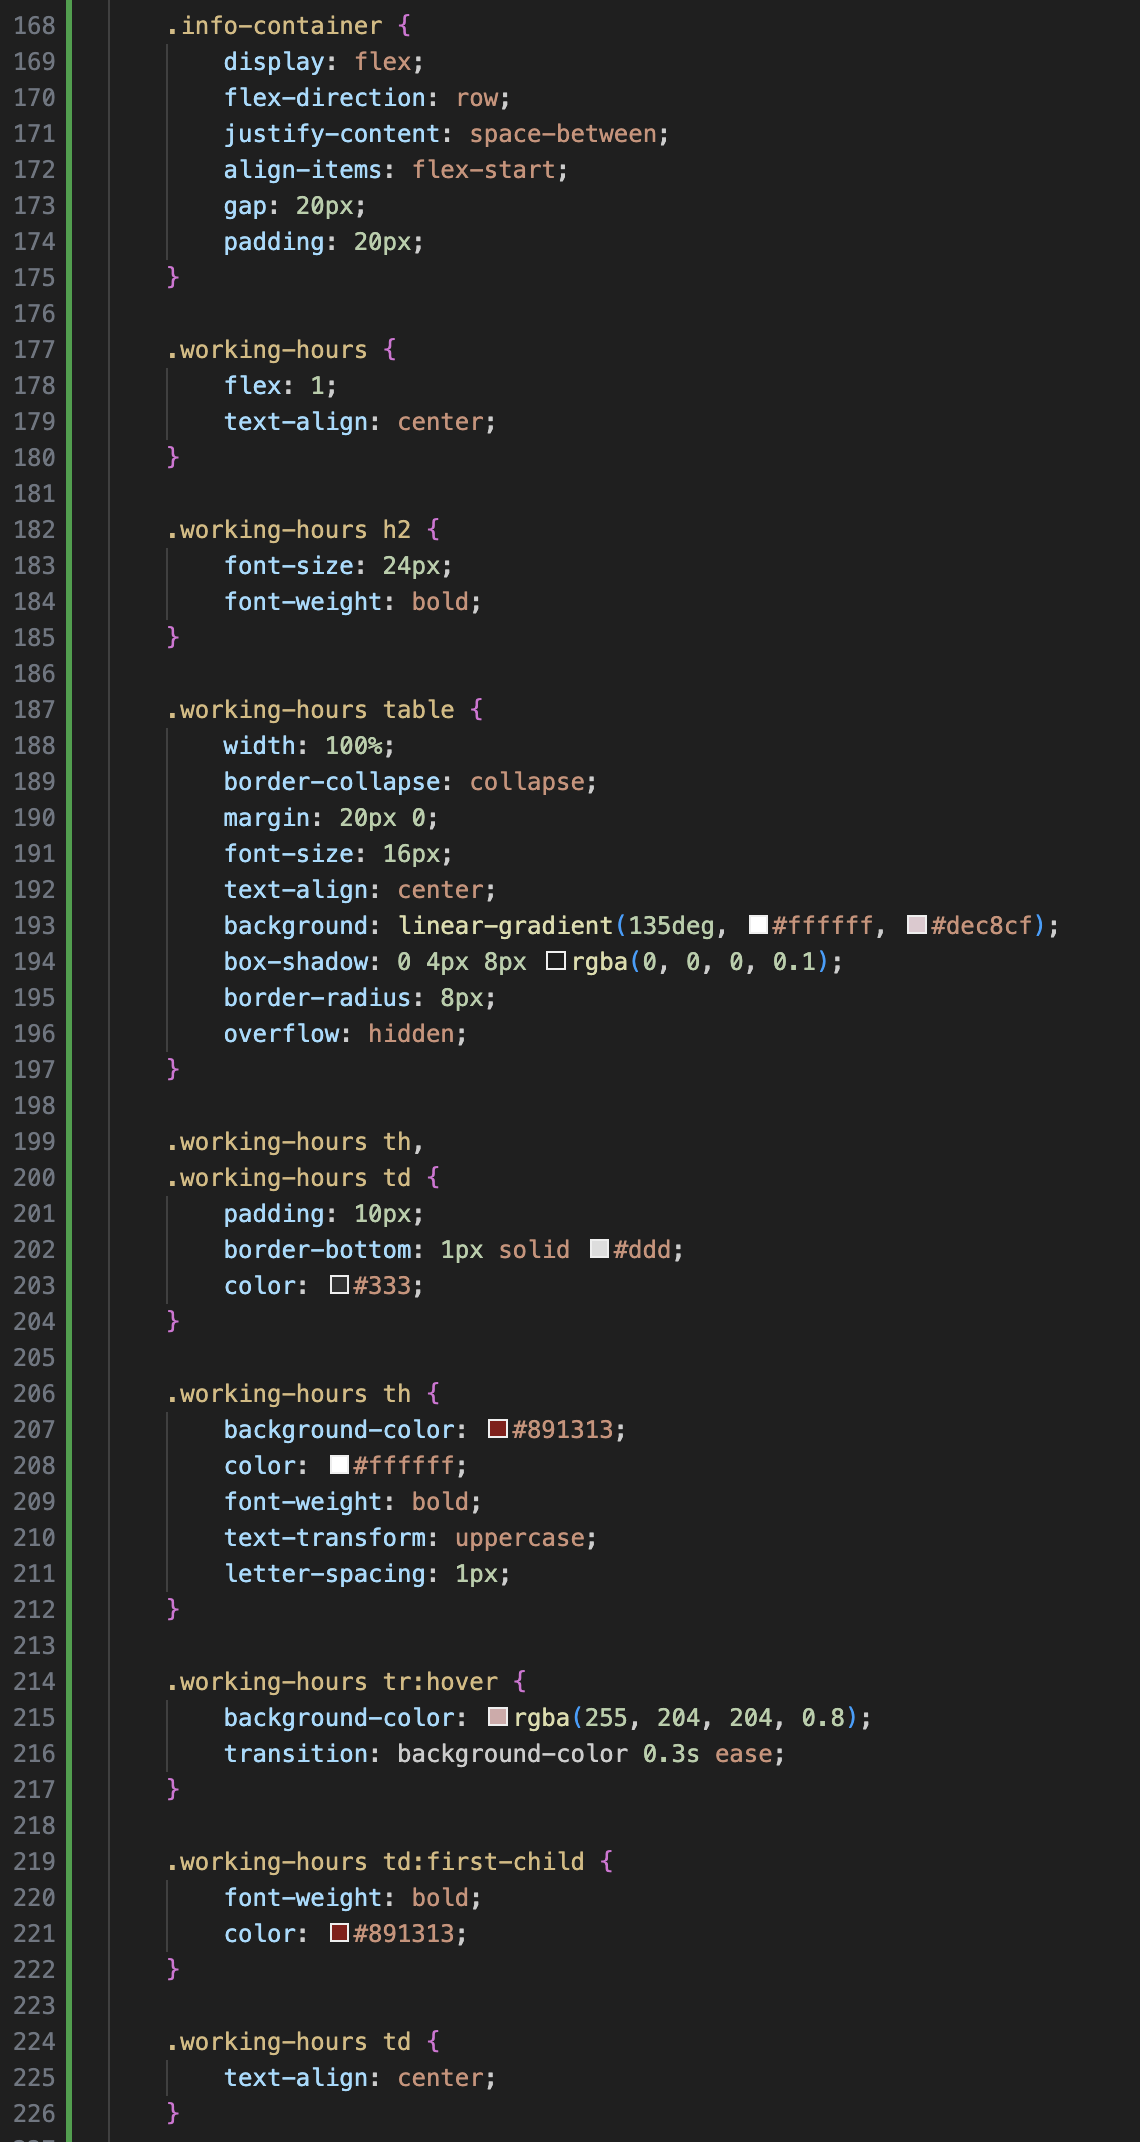 168 .info-container {
169 display: flex;
170 flex-direction: row;
171 justify-content: space-between;
172 align-items: flex-start;
173 gap: 20px;
174 padding: 20px;
175 }
176
177 .working-hours {
178 flex: 1;
179 text-align: center;
180 }
181
182 .working-hours h2 {
183 font-size: 24px;
184 font-weight: bold;
185 }
186
187 .working-hours table {
188 width: 100%;
189 border-collapse: collapse;
190 margin: 20px 0;
191 font-size: 16px;
192 text-align: center;
193 background: linear-gradient(135deg, #ffffff, #dec8cf);
194 box-shadow: 0 4px 8px rgba(0, 0, 0, 0.1);
195 border-radius: 8px;
196 overflow: hidden;
197 }
198
199 .working-hours th,
200 .working-hours td {
201 padding: 10px;
202 border-bottom: 1px solid #ddd;
203 color: #333;
204 }
205
206 .working-hours th {
207 background-color: #891313;
208 color: #ffffff;
209 font-weight: bold;
210 text-transform: uppercase;
211 letter-spacing: 1px;
212 }
213
214 .working-hours tr:hover {
215 background-color: rgba(255, 204, 204, 0.8);
216 transition: background-color 0.3s ease;
217 }
218
219 .working-hours td:first-child {
220 font-weight: bold;
221 color: #891313;
222 }
223
224 .working-hours td {
225 text-align: center;
226 }